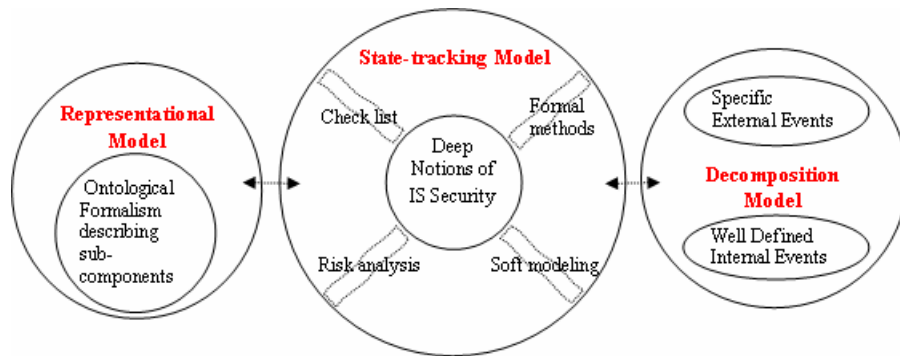 Representational
Model
Ontological
Formalism
describing
sub-
components
State-tracking Model
Check list
Formal
methods
Deep
Notions of
IS Security
Risk analysis
Soft modeling
Specific
External Events
Decomposition
Model
Well Defined
Internal Events